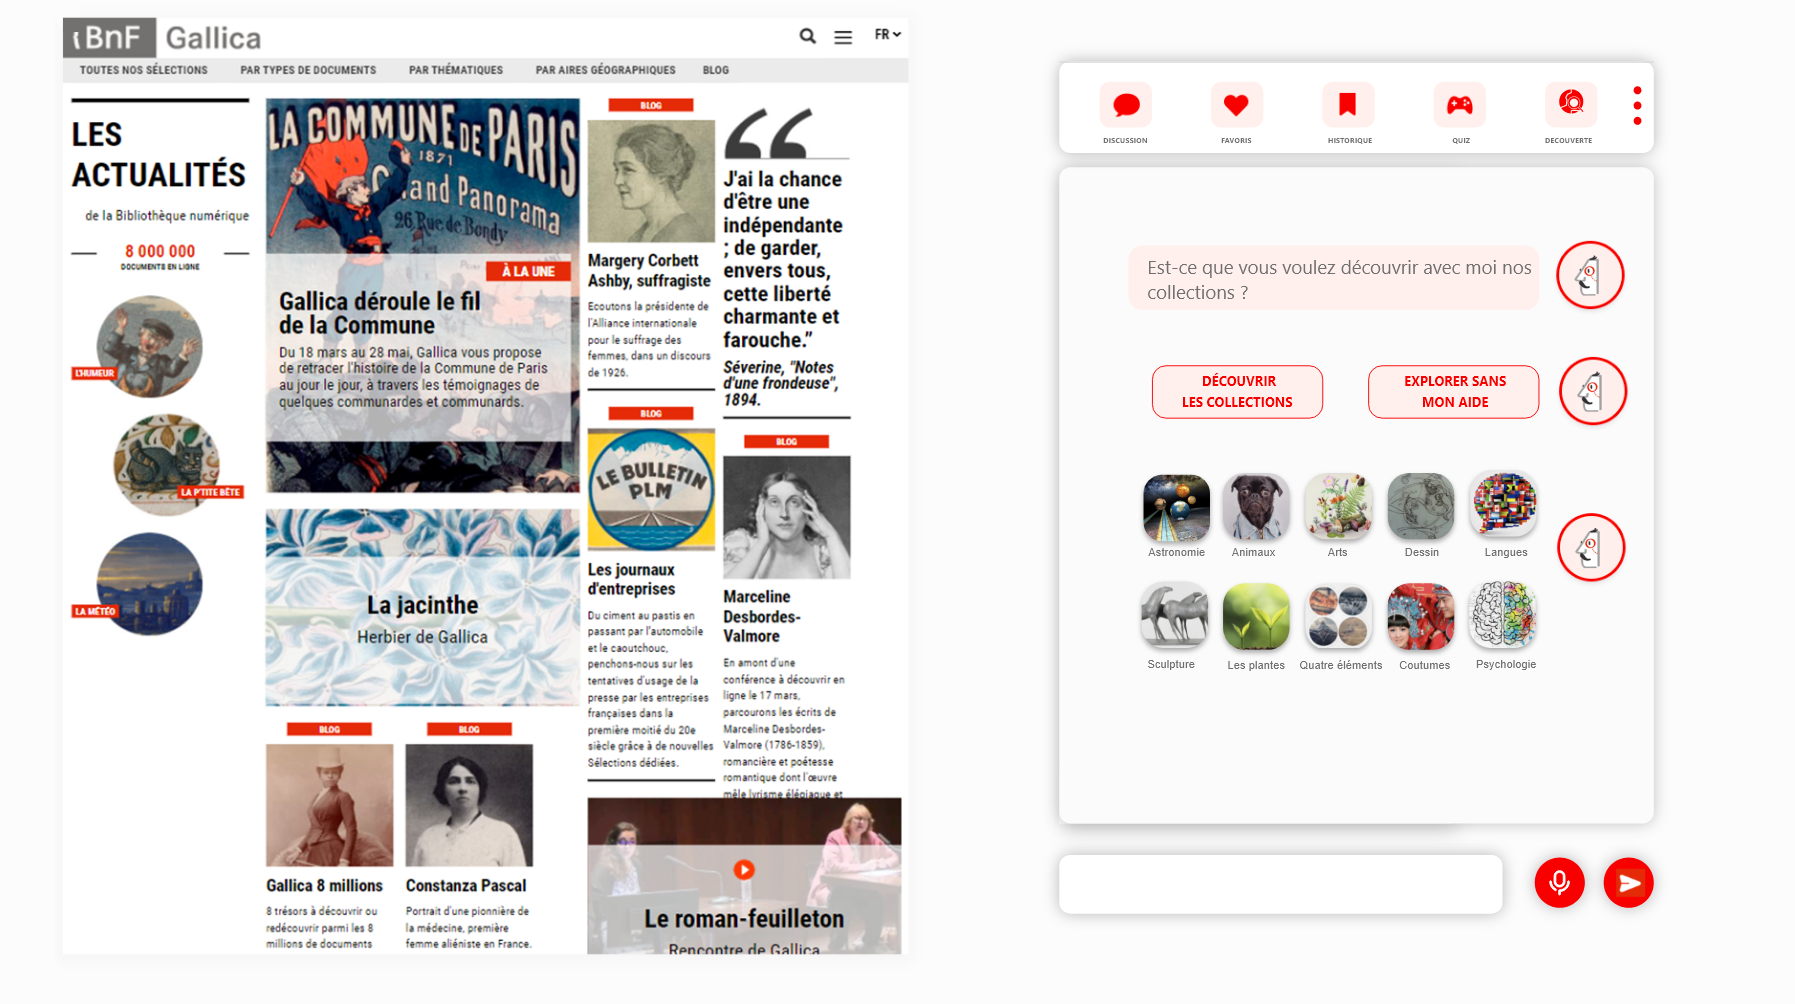 BnF Gallica
FR
TOUTES NOS SÉLECTIONS PAR TYPES DE DOCUMENTS PAR THÉMATIQUES PAR AIRES GÉOGRAPHIQUES BLOG
LES
ACTUALITÉS
de la Bibliothèque numérique
8 000 000
DOCUMENTS EN LIGNE
L'HUMEUR
LA P'TITE BÊTE
LA MÉTÉO
LA COMMUNE DE PARIS
1871
Grand Panorama
26, Rue de Bondy
À LA UNE
Gallica déroule le fil
de la Commune
Du 18 mars au 28 mai, Gallica vous propose
de retracer l'histoire de la Commune de Paris
au jour le jour, à travers les témoignages de
quelques communardes et communards.
La jacinthe
Herbier de Gallica
BLOG
Gallica 8 millions
8 trésors à découvrir ou
redécouvrir parmi les 8
millions de documents
BLOG
Constanza Pascal
Portrait d'une pionnière de
la médecine, première
femme aliéniste en France.
BLOG
Margery Corbett
Ashby, suffragiste
Ecoutons la présidente de
l'Alliance internationale
pour le suffrage des
femmes, dans un discours
de 1926.
BLOG
LE BULLETIN
PLM
Les journaux
d'entreprises
Du ciment au pastis en
passant par l'automobile
et le caoutchouc,
penchons-nous sur les
tentatives d'usage de la
presse par les entreprises
françaises dans la
première moitié du 20e
siècle grâce à de nouvelles
Sélections dédiées.
J'ai la chance
d'être une
indépendante
; de garder,
envers tous,
cette liberté
charmante et
farouche.”
Séverine, "Notes
d'une frondeuse",
1894.
BLOG
Marceline
Desbordes-
Valmore
En amont d'une
conférence à découvrir en
ligne le 17 mars,
parcourons les écrits de
Marceline Desbordes-
Valmore (1786-1859),
romancière et poétesse
romantique dont l'œuvre
mêle lyrisme élégiaque et
Le roman-feuilleton
Rencontre de Gallica
DISCUSSION FAVORIS HISTORIQUE QUIZ DECOUVERTE
Est-ce que vous voulez découvrir avec moi nos
collections ?
DÉCOUVRIR
LES COLLECTIONS
EXPLORER SANS
MON AIDE
Astronomie Animaux Arts Dessin Langues
Sculpture Les plantes Quatre éléments Coutumes Psychologie